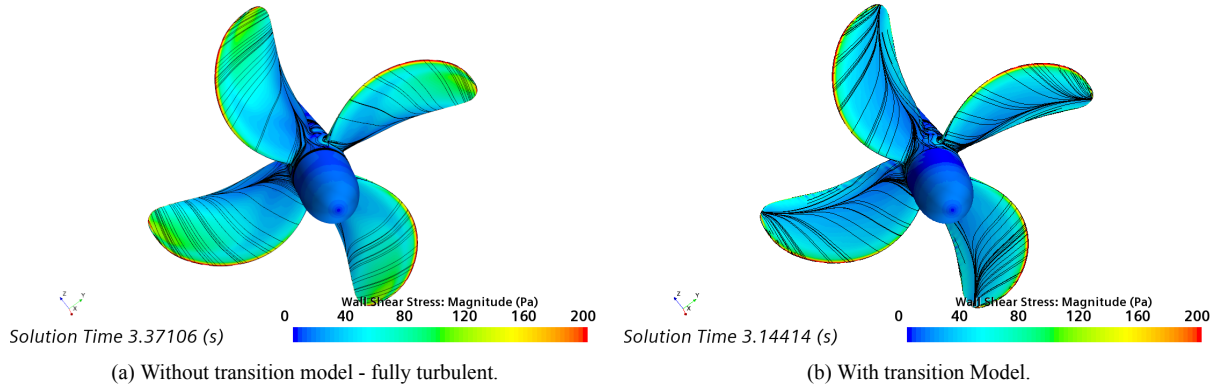 Z Y X
Wall Shear Stress: Magnitude (Pa)
0 40 80 120 160 200
Solution Time 3.37106 (s)
(a) Without transition model - fully turbulent.
Z Y X
Wall Shear Stress: Magnitude (Pa)
0 40 80 120 160 200
Solution Time 3.14414 (s)
(b) With transition Model.